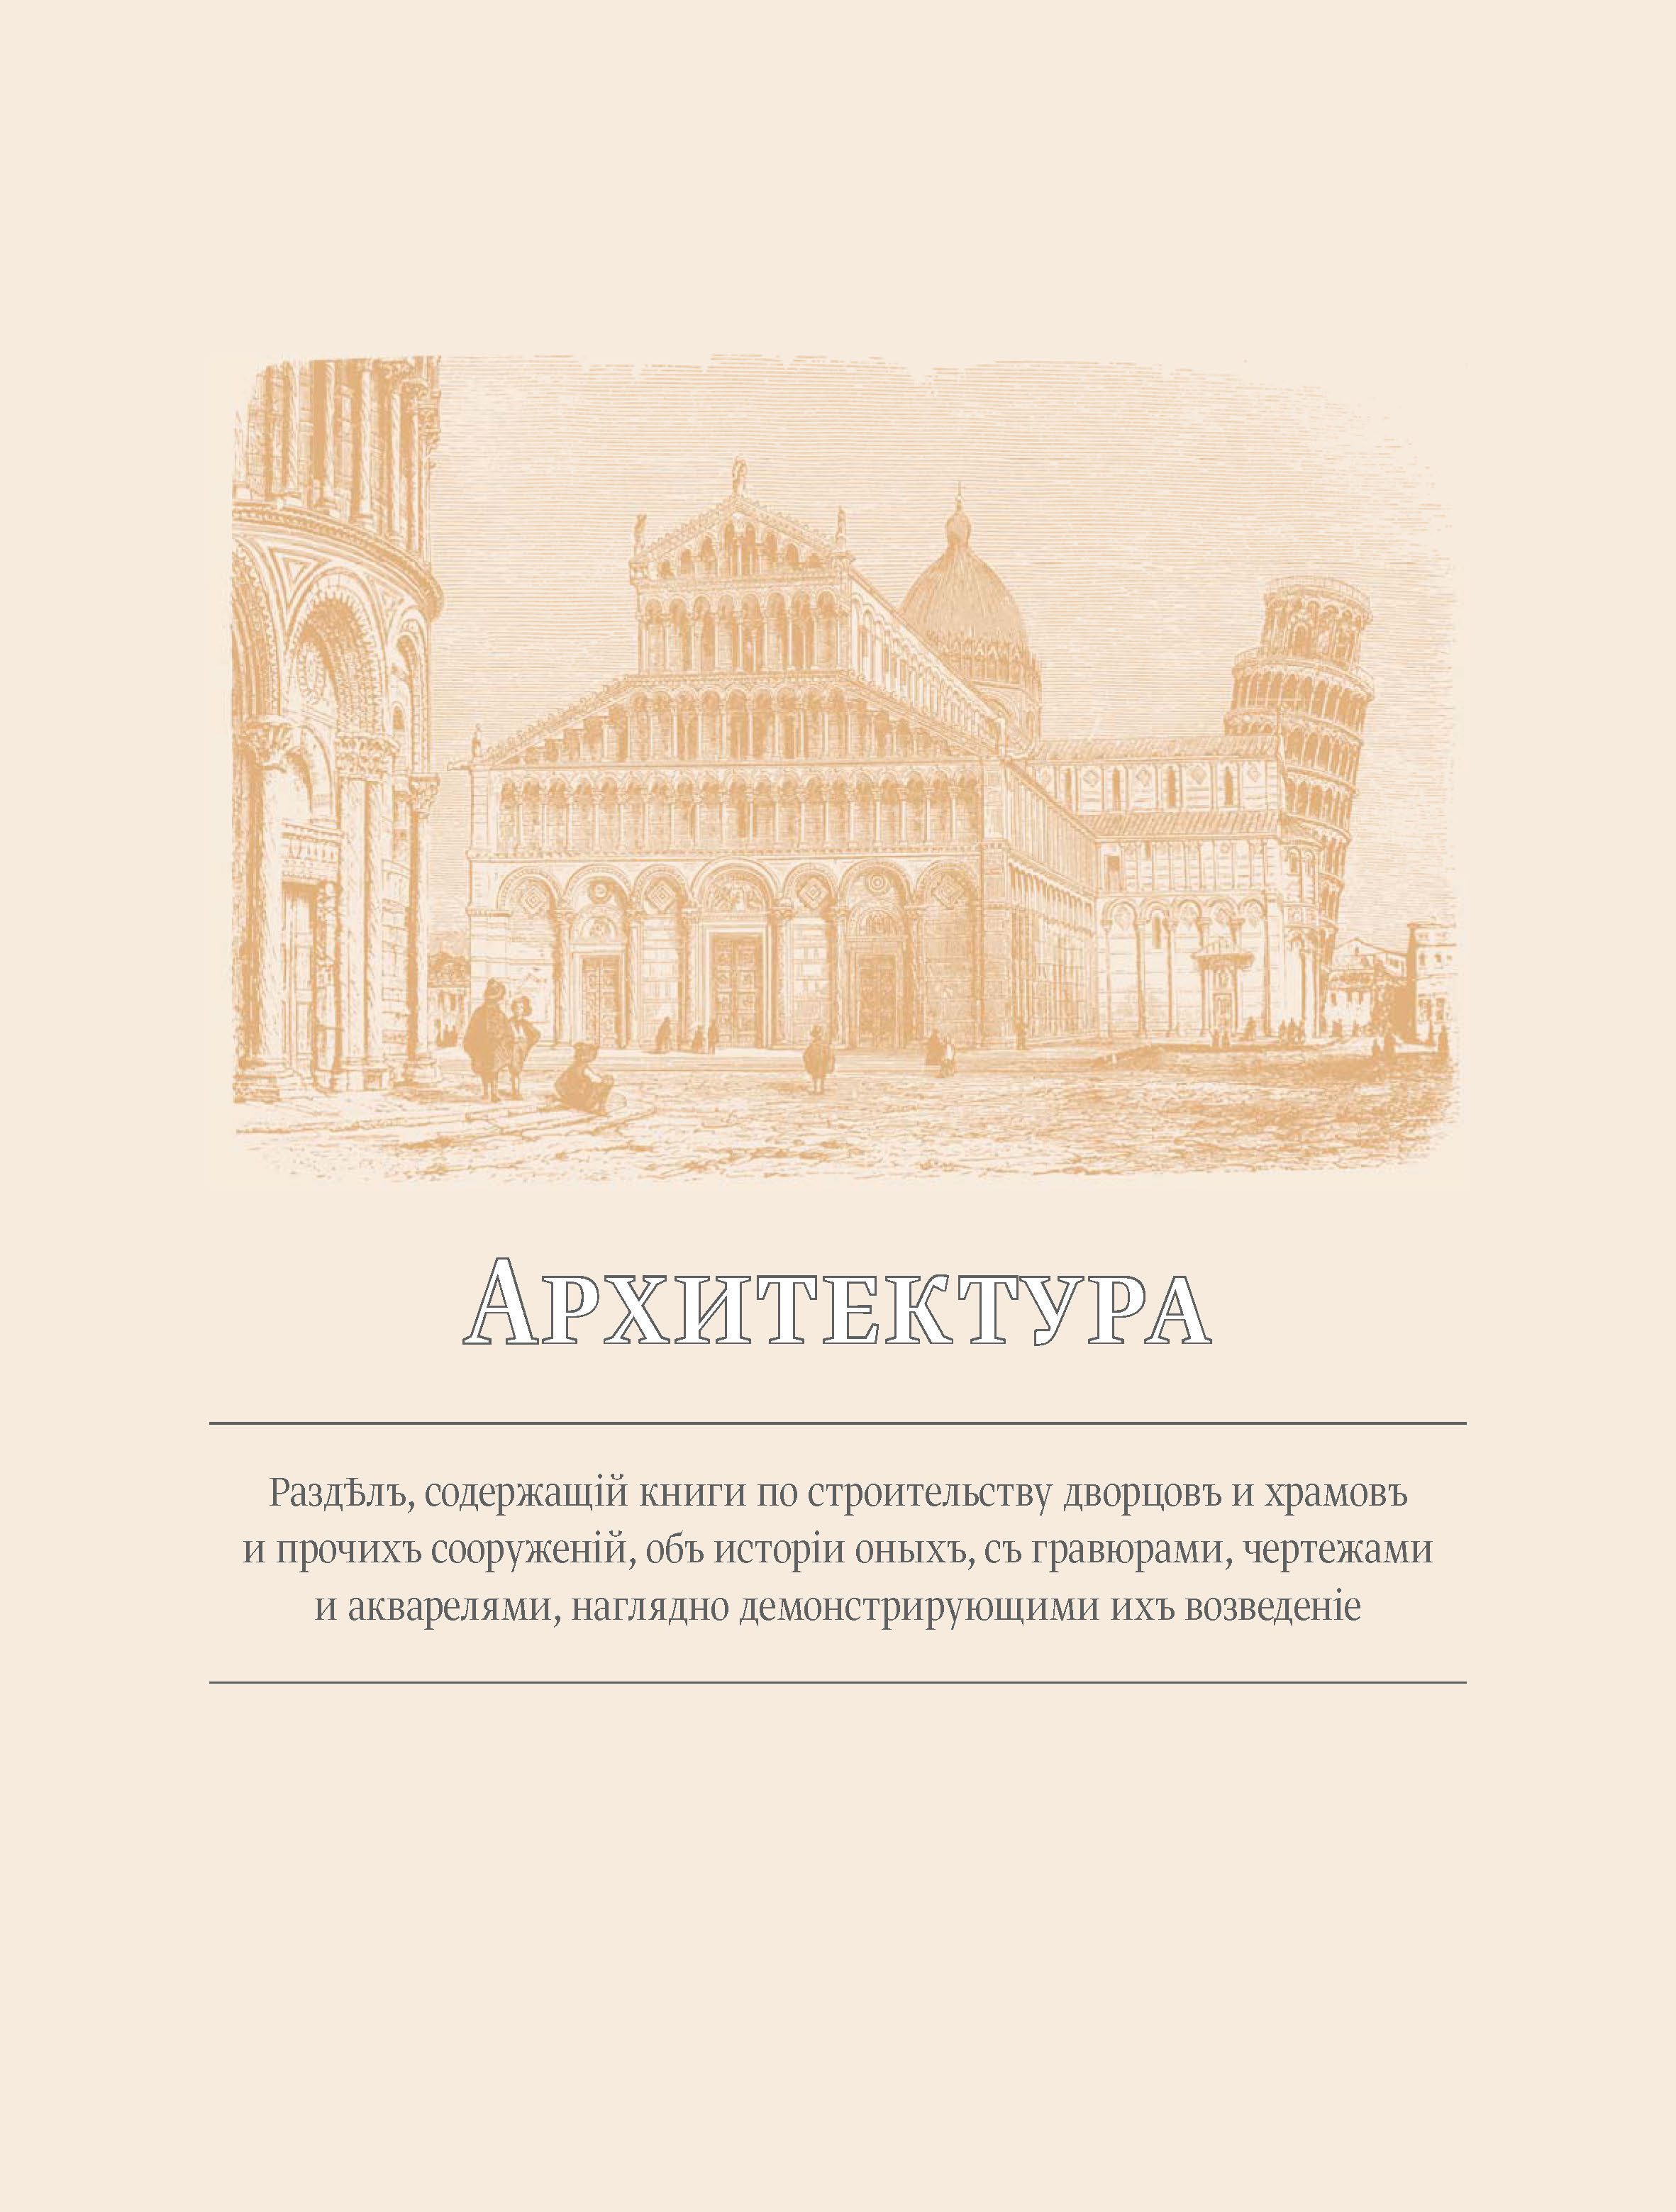 Архитектура
Раздѣлъ, содержащій книги по строительству дворцовъ и храмовъ
и прочихъ сооруженій, объ исторіи оныхъ, съ гравюрами, чертежами
и акварелями, наглядно демонстрирующими ихъ возведеніе